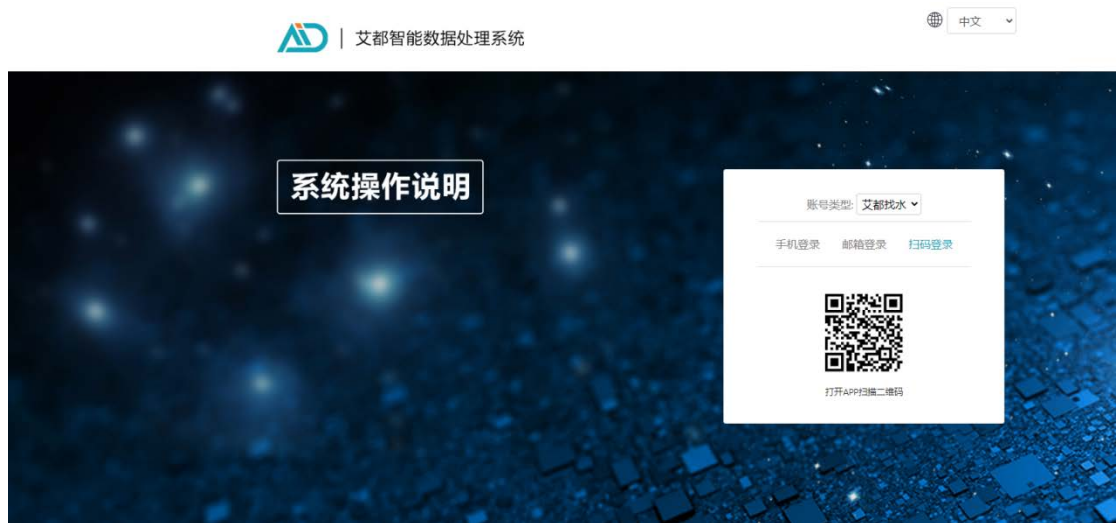 AID | 艾都智能数据处理系统
中文
系统操作说明
账号类型: 艾都找水
手机登录 邮箱登录 扫码登录
打开APP扫描二维码